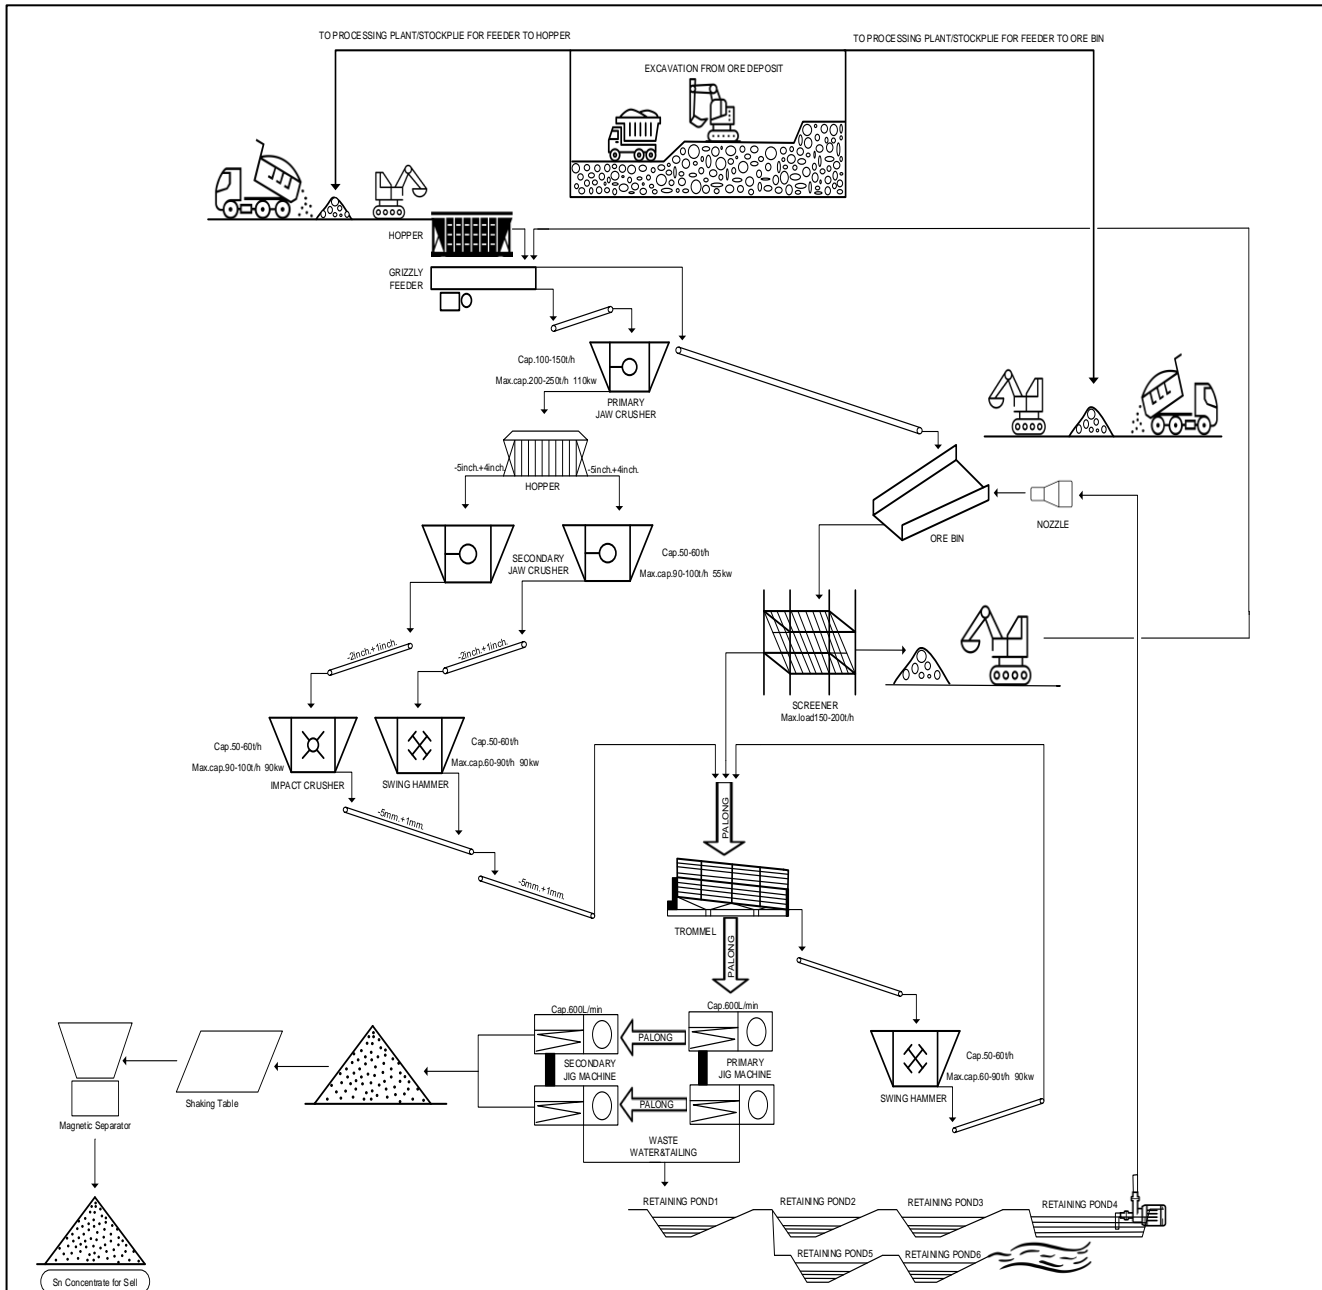 TO PROCESSING PLANT/STOCKPLIE FOR FEEDER TO HOPPER
TO PROCESSING PLANT/STOCKPLIE FOR FEEDER TO ORE BIN
EXCAVATION FROM ORE DEPOSIT
HOPPER
GRIZZLY
FEEDER
Cap.100-150t/h
Max.cap.200-250t/h 110kw
PRIMARY
JAW CRUSHER
-5inch.+4inch.
-5inch.+4inch.
HOPPER
NOZZLE
ORE BIN
SECONDARY
JAW CRUSHER
Cap.50-60t/h
Max.cap.90-100t/h 55kw
-2inch.+1inch.
-2inch.+1inch.
SCREENER
Max.load150-200t/h
Cap.50-60t/h
Max.cap.90-100t/h 90kw
IMPACT CRUSHER
Cap.50-60t/h
Max.cap.60-90t/h 90kw
SWING HAMMER
-5mm.+1mm.
-5mm.+1mm.
PALONG
TROMMEL
PALONG
Cap.600L/min
Cap.600L/min
PALONG
SECONDARY
JIG MACHINE
PRIMARY
JIG MACHINE
PALONG
Cap.50-60t/h
Max.cap.60-90t/h 90kw
SWING HAMMER
Shaking Table
Magnetic Separator
WASTE
WATER&TAILING
RETAINING POND1
RETAINING POND2
RETAINING POND3
RETAINING POND4
RETAINING POND5
RETAINING POND6
Sn Concentrate for Sell